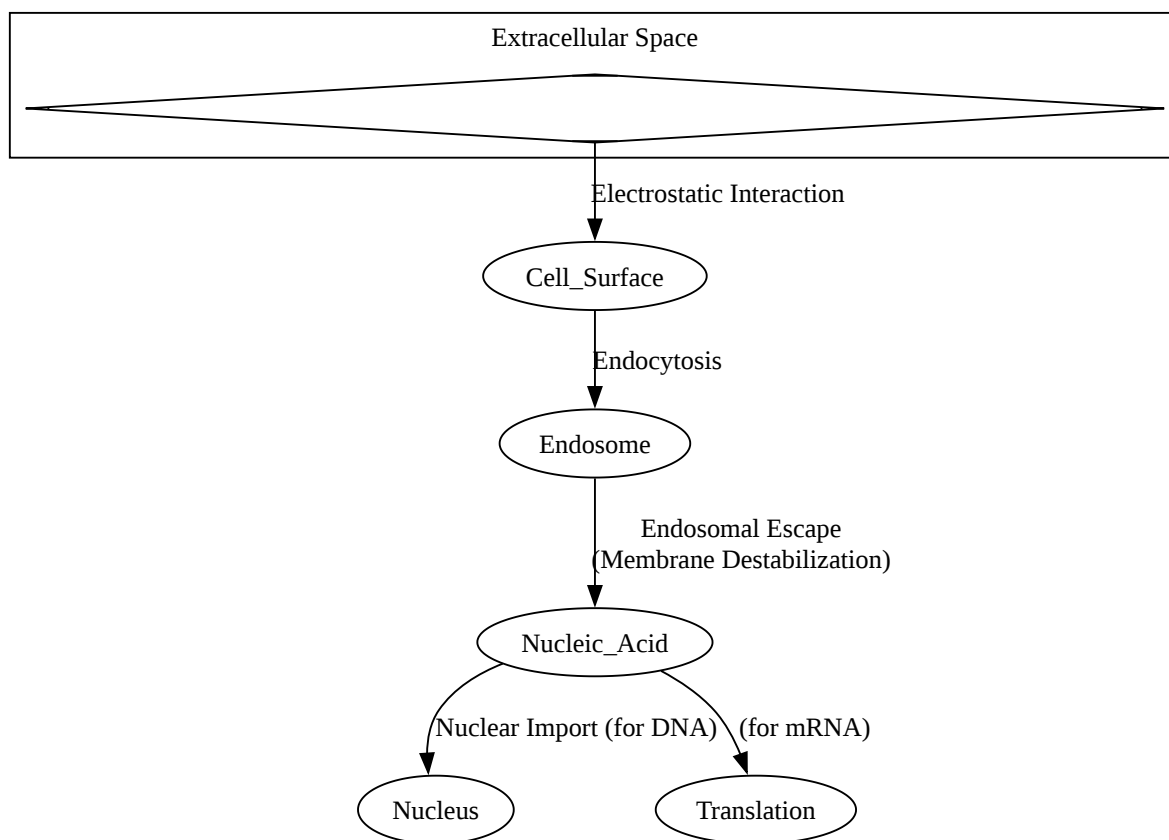 Extracellular Space
Electrostatic Interaction
Cell_Surface
Endocytosis
Endosome
Endosomal Escape
(Membrane Destabilization)
Nucleic_Acid
Nuclear Import (for DNA)
(for mRNA)
Nucleus
Translation